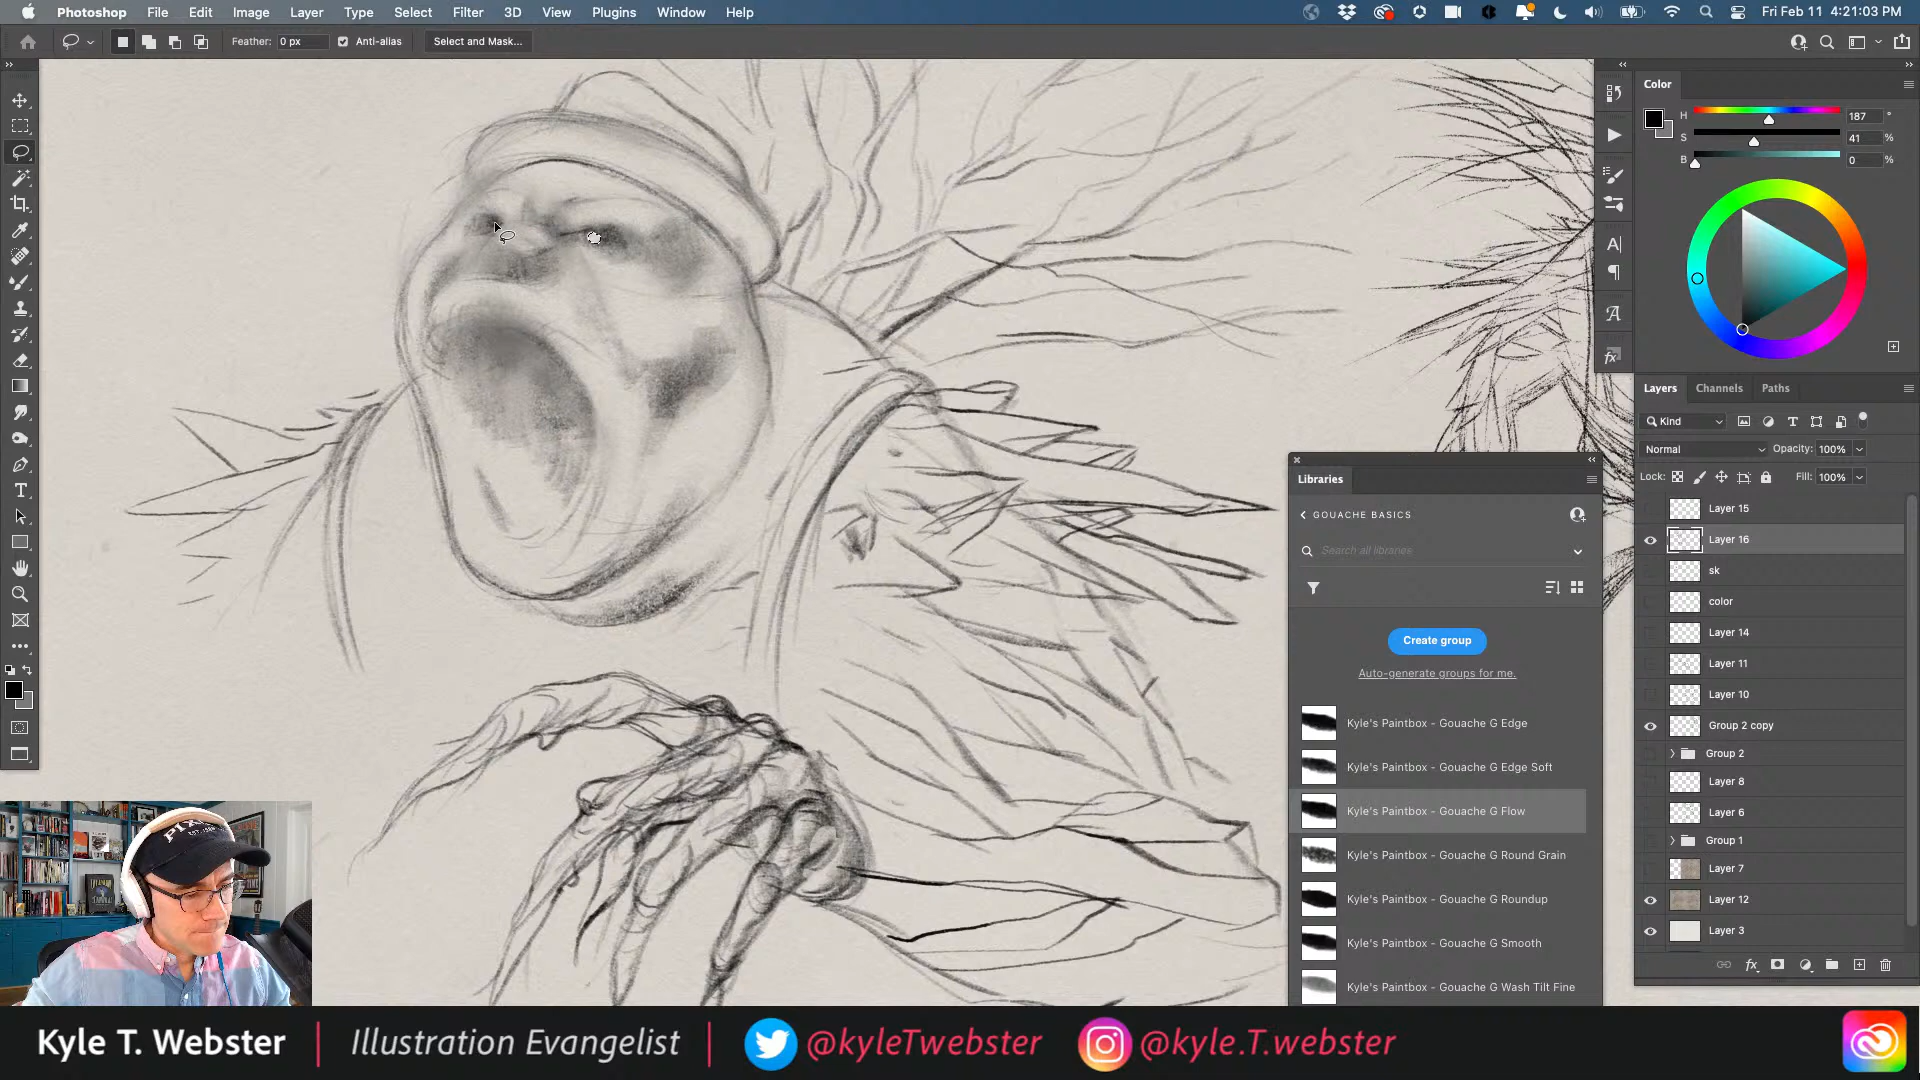 Photoshop File Edit Image Layer Type Select Filter 3D View Plugins Window Help Fri Feb 11 4:21:03 PM
Feather: 0 px Anti-alias Select and Mask...
Color
H 187 °
S 41 %
B 0 %
Layers Channels Paths
Kind
Normal Opacity: 100%
Lock: Fill: 100%
Layer 15
Layer 16
sk
color
Layer 14
Layer 11
Layer 10
Group 2 copy
Group 2
Layer 8
Layer 6
Group 1
Layer 7
Layer 12
Layer 3
Libraries
GOUACHE BASICS
Search all libraries
Create group
Auto-generate groups for me.
Kyle's Paintbox - Gouache G Edge
Kyle's Paintbox - Gouache G Edge Soft
Kyle's Paintbox - Gouache G Flow
Kyle's Paintbox - Gouache G Round Grain
Kyle's Paintbox - Gouache G Roundup
Kyle's Paintbox - Gouache G Smooth
Kyle's Paintbox - Gouache G Wash Tilt Fine
Kyle T. Webster | Illustration Evangelist | @kyleTwebster @kyle.T.webster